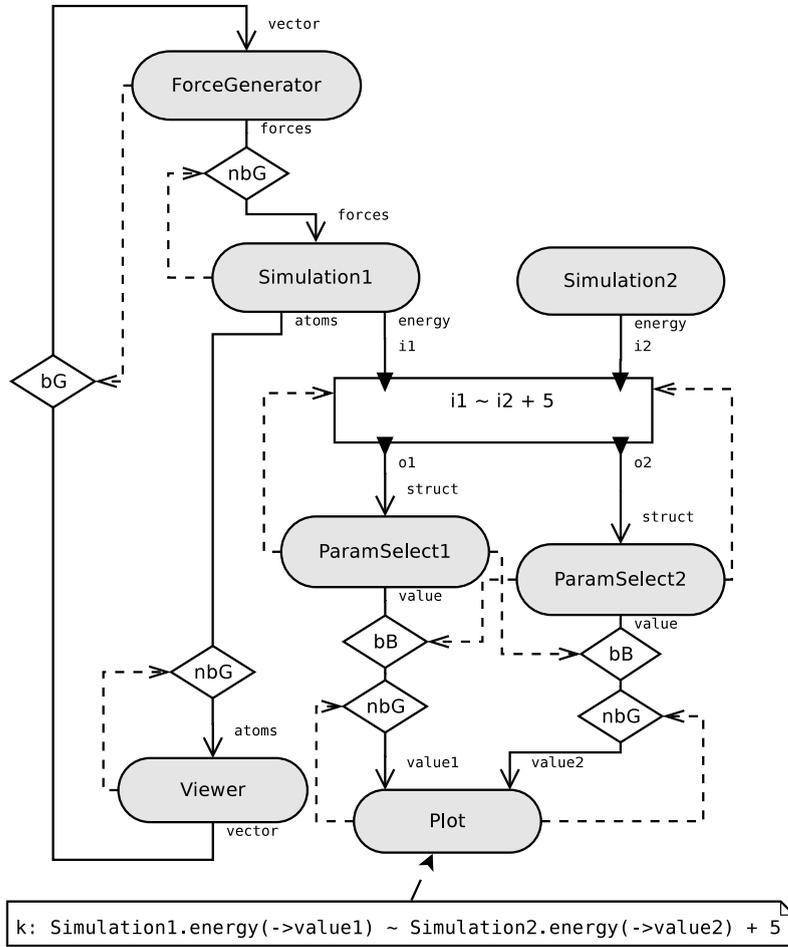 vector
ForceGenerator
forces
nbG
forces
Simulation1
Simulation2
atoms
energy
energy
i1
i2
bG
i1 ~ i2 + 5
o1
o2
struct
struct
ParamSelect1
ParamSelect2
value
value
bB
bB
nbG
nbG
nbG
atoms
value1
value2
Viewer
Plot
vector
k: Simulation1.energy(->value1) ~ Simulation2.energy(->value2) + 5